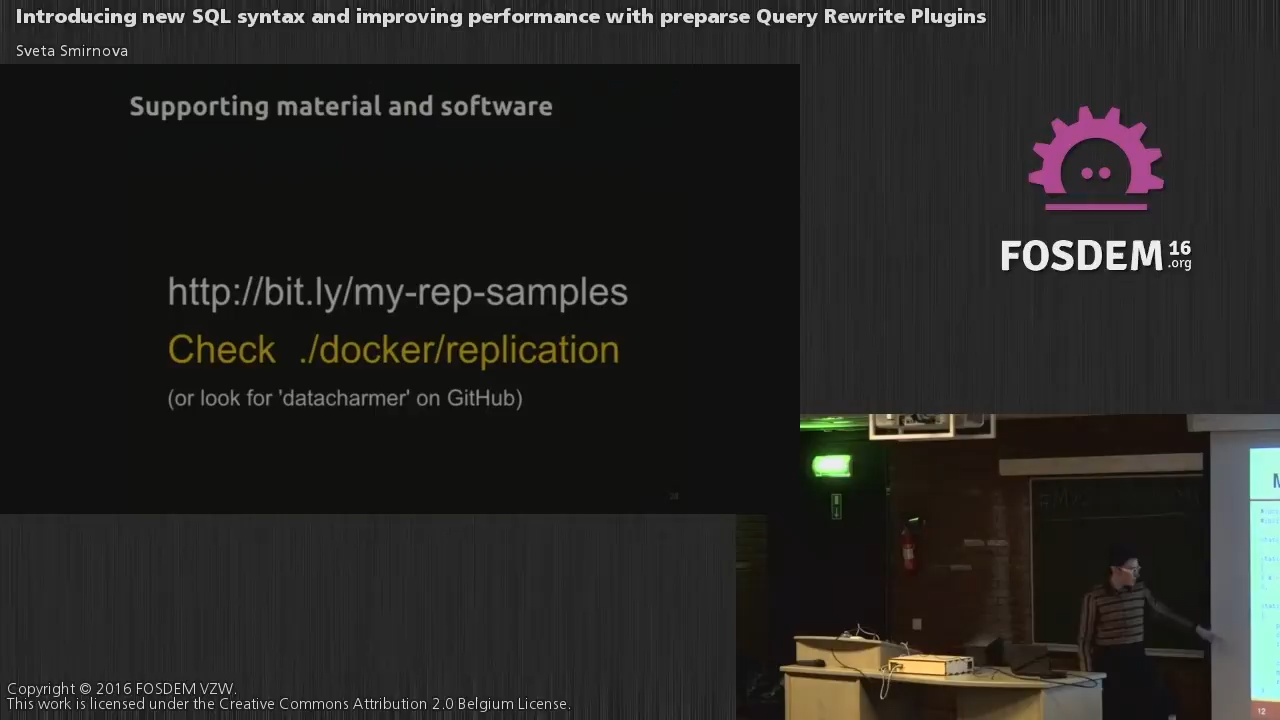 Introducing new SQL syntax and improving performance with preparse Query Rewrite Plugins
Sveta Smirnova
Supporting material and software
http://bit.ly/my-rep-samples
Check ./docker/replication
(or look for 'datacharmer' on GitHub)
FOSDEM 16
.org
12
Copyright © 2016 FOSDEM VZW.
This work is licensed under the Creative Commons Attribution 2.0 Belgium License.